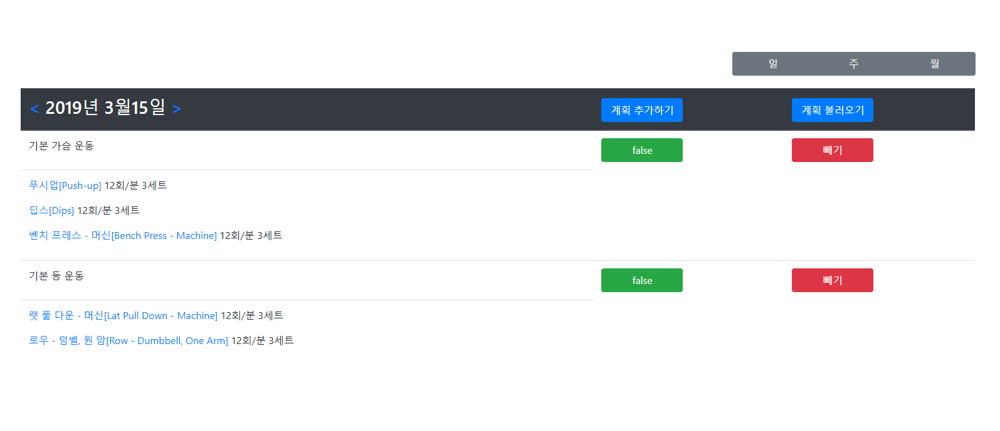 일 주 월
< 2019년 3월15일 > 계획 추가하기 계획 불러오기
기본 가슴 운동 false 빼기
푸시업[Push-up] 12회/분 3세트
딥스[Dips] 12회/분 3세트
벤치 프레스 - 머신[Bench Press - Machine] 12회/분 3세트
기본 등 운동 false 빼기
랫 풀 다운 - 머신[Lat Pull Down - Machine] 12회/분 3세트
로우 - 덤벨, 원 암[Row - Dumbbell, One Arm] 12회/분 3세트